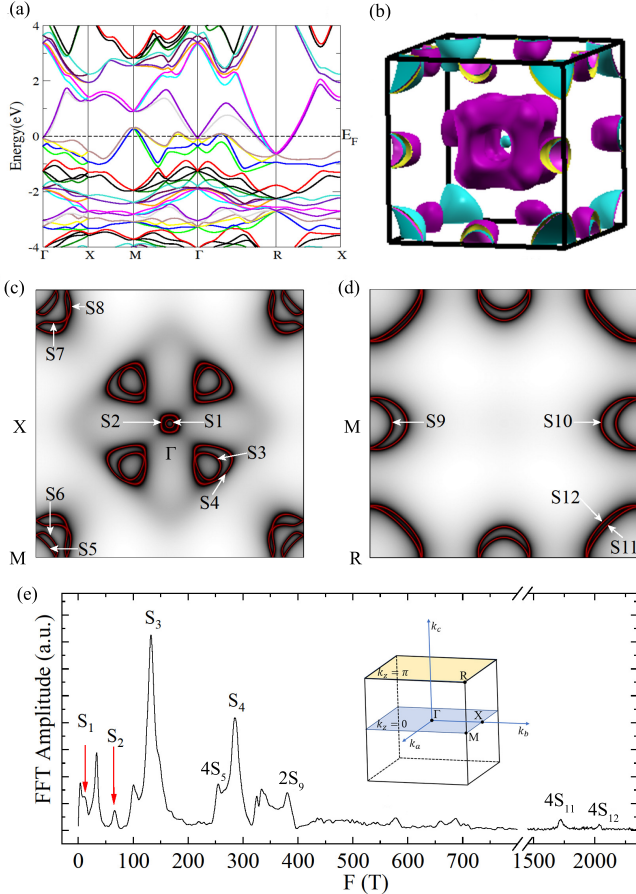 (a)
(b)
4
2
0
-2
-4
Energy(eV)
E_F
Γ X M Γ R X
(c)
(d)
S8
S7
X
S2 S1
Γ
S3
S4
S6
S5
M
M
S9 S10
S12
S11
R
(e)
FFT Amplitude (a.u.)
S₁
S₂
S₃
4S₅
S₄
2S₉
4S₁₁
4S₁₂
k_c
k_z = π
R
Γ
X
k_z = 0
M
k_a
k_b
0 100 200 300 400 500 600 700 1500 2000
F (T)